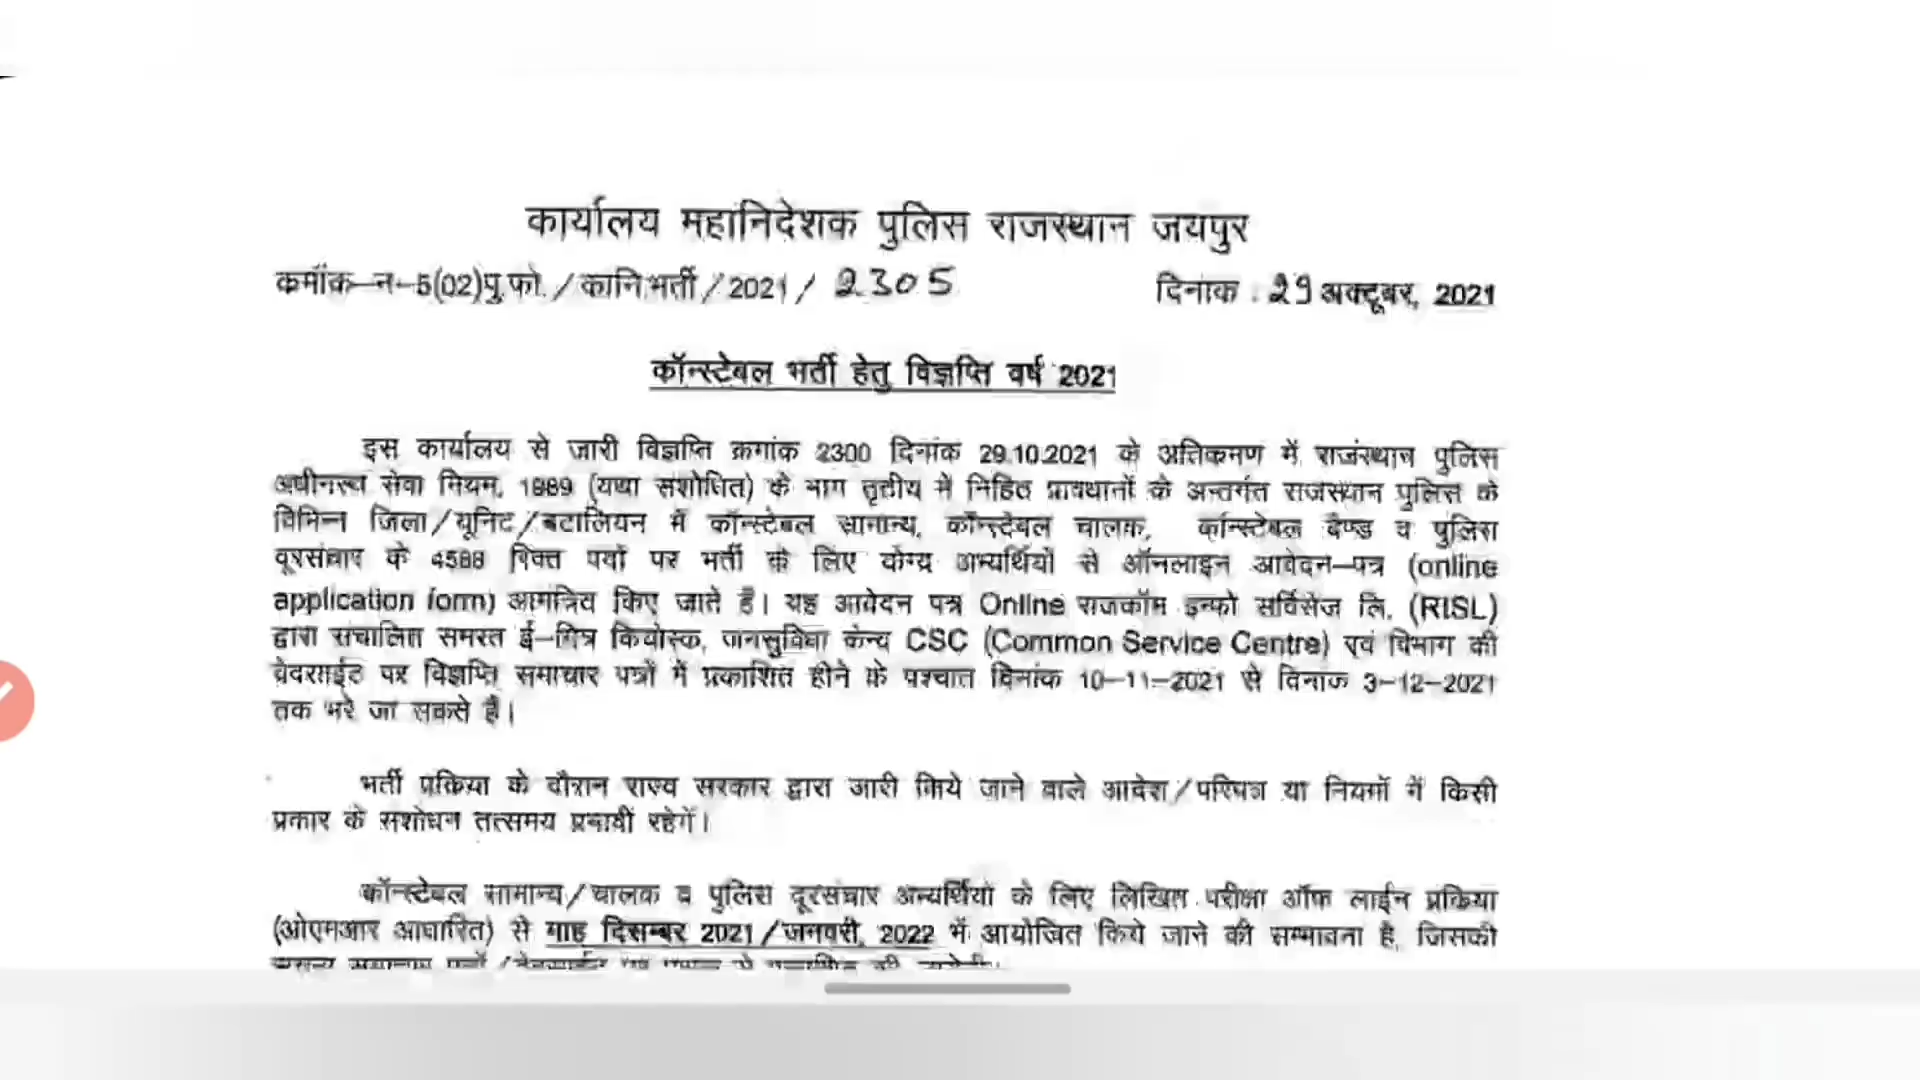 कार्यालय महानिदेशक पुलिस राजस्थान जयपुर
कमाँक-न-5(02)पु.फो./कानि.भर्ती/2021/ 2305 दिनांक : 29 अक्टूबर, 2021
कॉन्स्टेबल भर्ती हेतु विज्ञप्ति वर्ष 2021
इस कार्यालय से जारी विज्ञप्ति क्रमांक 2300 दिनांक 29.10.2021 के अतिकमण में राजस्थान पुलिस
अधीनस्थ सेवा नियम, 1989 (यथा संशोधित) के भाग तृतीय में निहित प्रावधानों के अन्तर्गत राजस्थान पुलिस के
विभिन्न जिला/यूनिट/बटालियन में कॉन्स्टेबल सामान्य, कॉन्स्टेबल चालक, कॉन्स्टेबल बैण्ड व पुलिस
दूरसंचार के 4588 रिक्त पदों पर भर्ती के लिए योग्य अभ्यर्थियों से ऑनलाइन आवेदन-पत्र (online
application form) आमंत्रित किए जाते है। यह आवेदन पत्र Online राजकॉम इन्फो सर्विसेज लि. (RISL)
द्वारा संचालित समस्त ई-मित्र कियोस्क, जनसुविधा केन्द्र CSC (Common Service Centre) एवं विभाग की
वेबसाईट पर विज्ञप्ति समाचार पत्रों में प्रकाशित होने के पश्चात दिनांक 10-11-2021 से दिनांक 3-12-2021
तक भरे जा सकते हैं।
भर्ती प्रकिया के दौरान राज्य सरकार द्वारा जारी किये जाने वाले आदेश/परिपत्र या नियमों में किसी
प्रकार के संशोधन तत्समय प्रभावी रहेगें।
कॉन्स्टेबल सामान्य/चालक व पुलिस दूरसंचार अभ्यर्थियों के लिए लिखित परीक्षा ऑफ लाईन प्रकिया
(ओएमआर आधारित) से माह दिसम्बर 2021/जनवरी, 2022 में आयोजित किये जाने की सम्भावना है, जिसकी